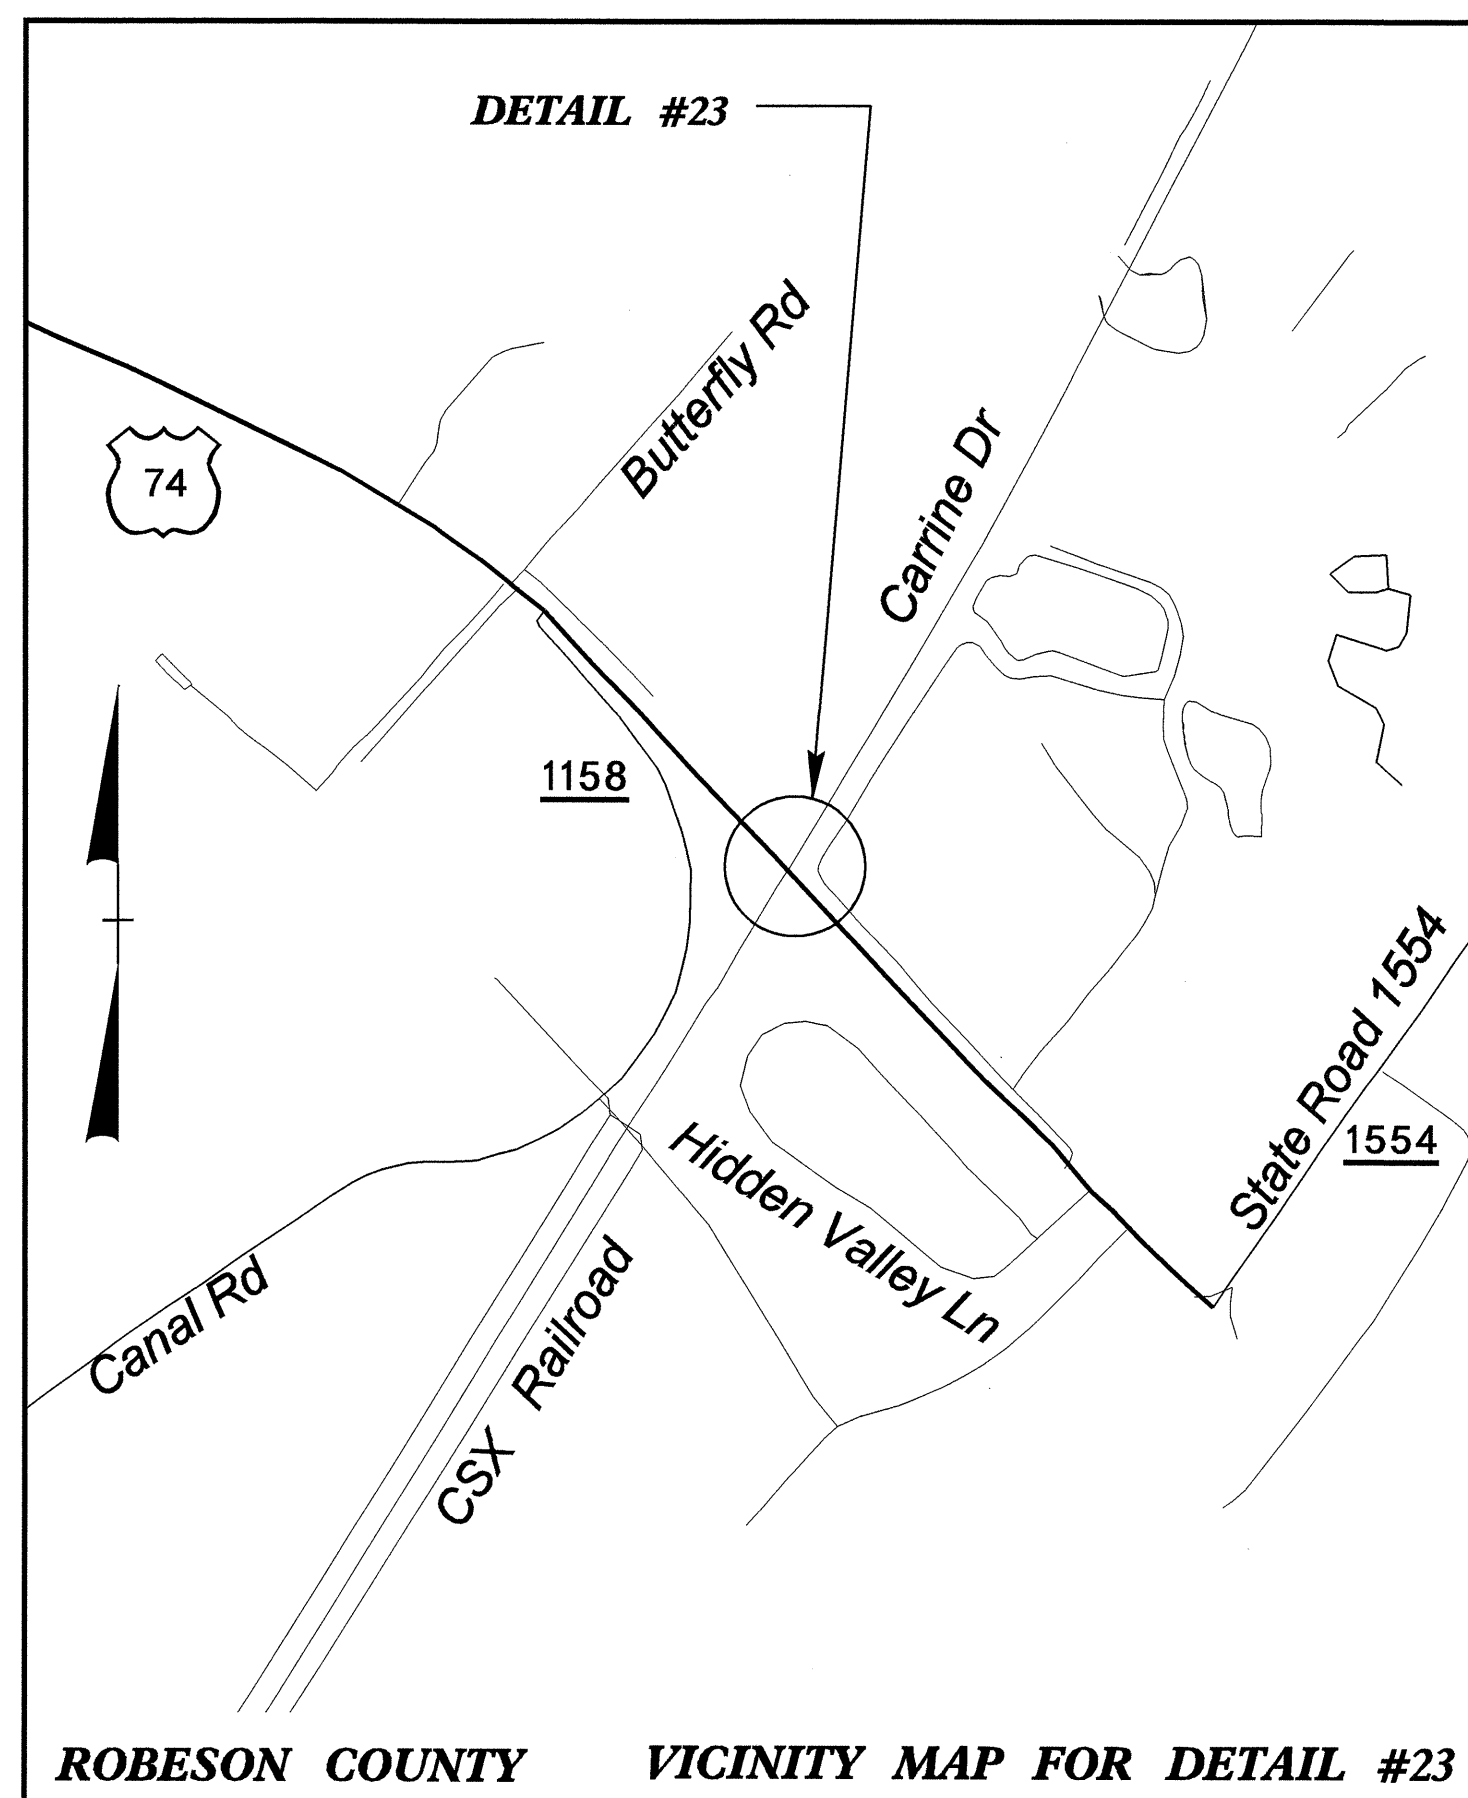 DETAIL #23
Butterfly Rd
Carrine Dr
74
1158
State Road 1554
1554
Hidden Valley Ln
Canal Rd
CSX Railroad
ROBESON COUNTY VICINITY MAP FOR DETAIL #23